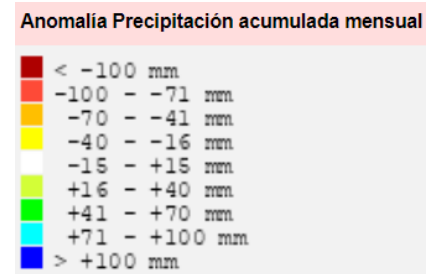 Anomalía Precipitación acumulada mensual
< -100 mm
-100 - -71 mm
-70 - -41 mm
-40 - -16 mm
-15 - +15 mm
+16 - +40 mm
+41 - +70 mm
+71 - +100 mm
> +100 mm